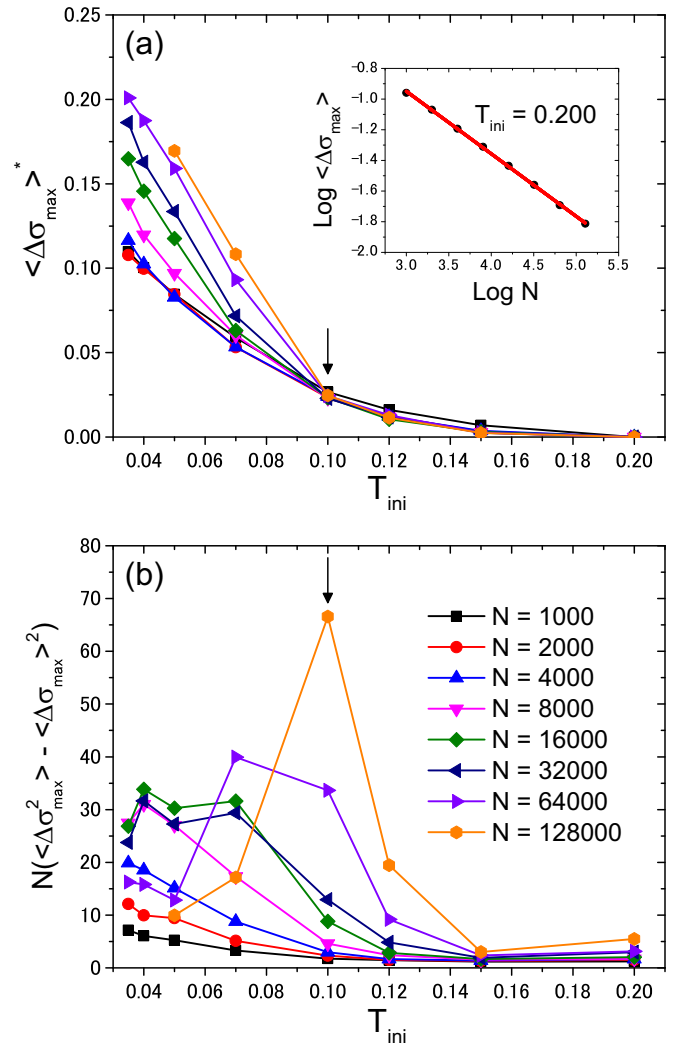 (a)
<Δσmax>*
0.25
0.20
0.15
0.10
0.05
0.00
0.04 0.06 0.08 0.10 0.12 0.14 0.16 0.18 0.20
Tini
Log <Δσmax>
-0.8
-1.0
-1.2
-1.4
-1.6
-1.8
-2.0
Tini = 0.200
3.0 3.5 4.0 4.5 5.0 5.5
Log N
(b)
N(<Δσ²max> - <Δσmax>²)
80
70
60
50
40
30
20
10
0
N = 1000
N = 2000
N = 4000
N = 8000
N = 16000
N = 32000
N = 64000
N = 128000
0.04 0.06 0.08 0.10 0.12 0.14 0.16 0.18 0.20
Tini